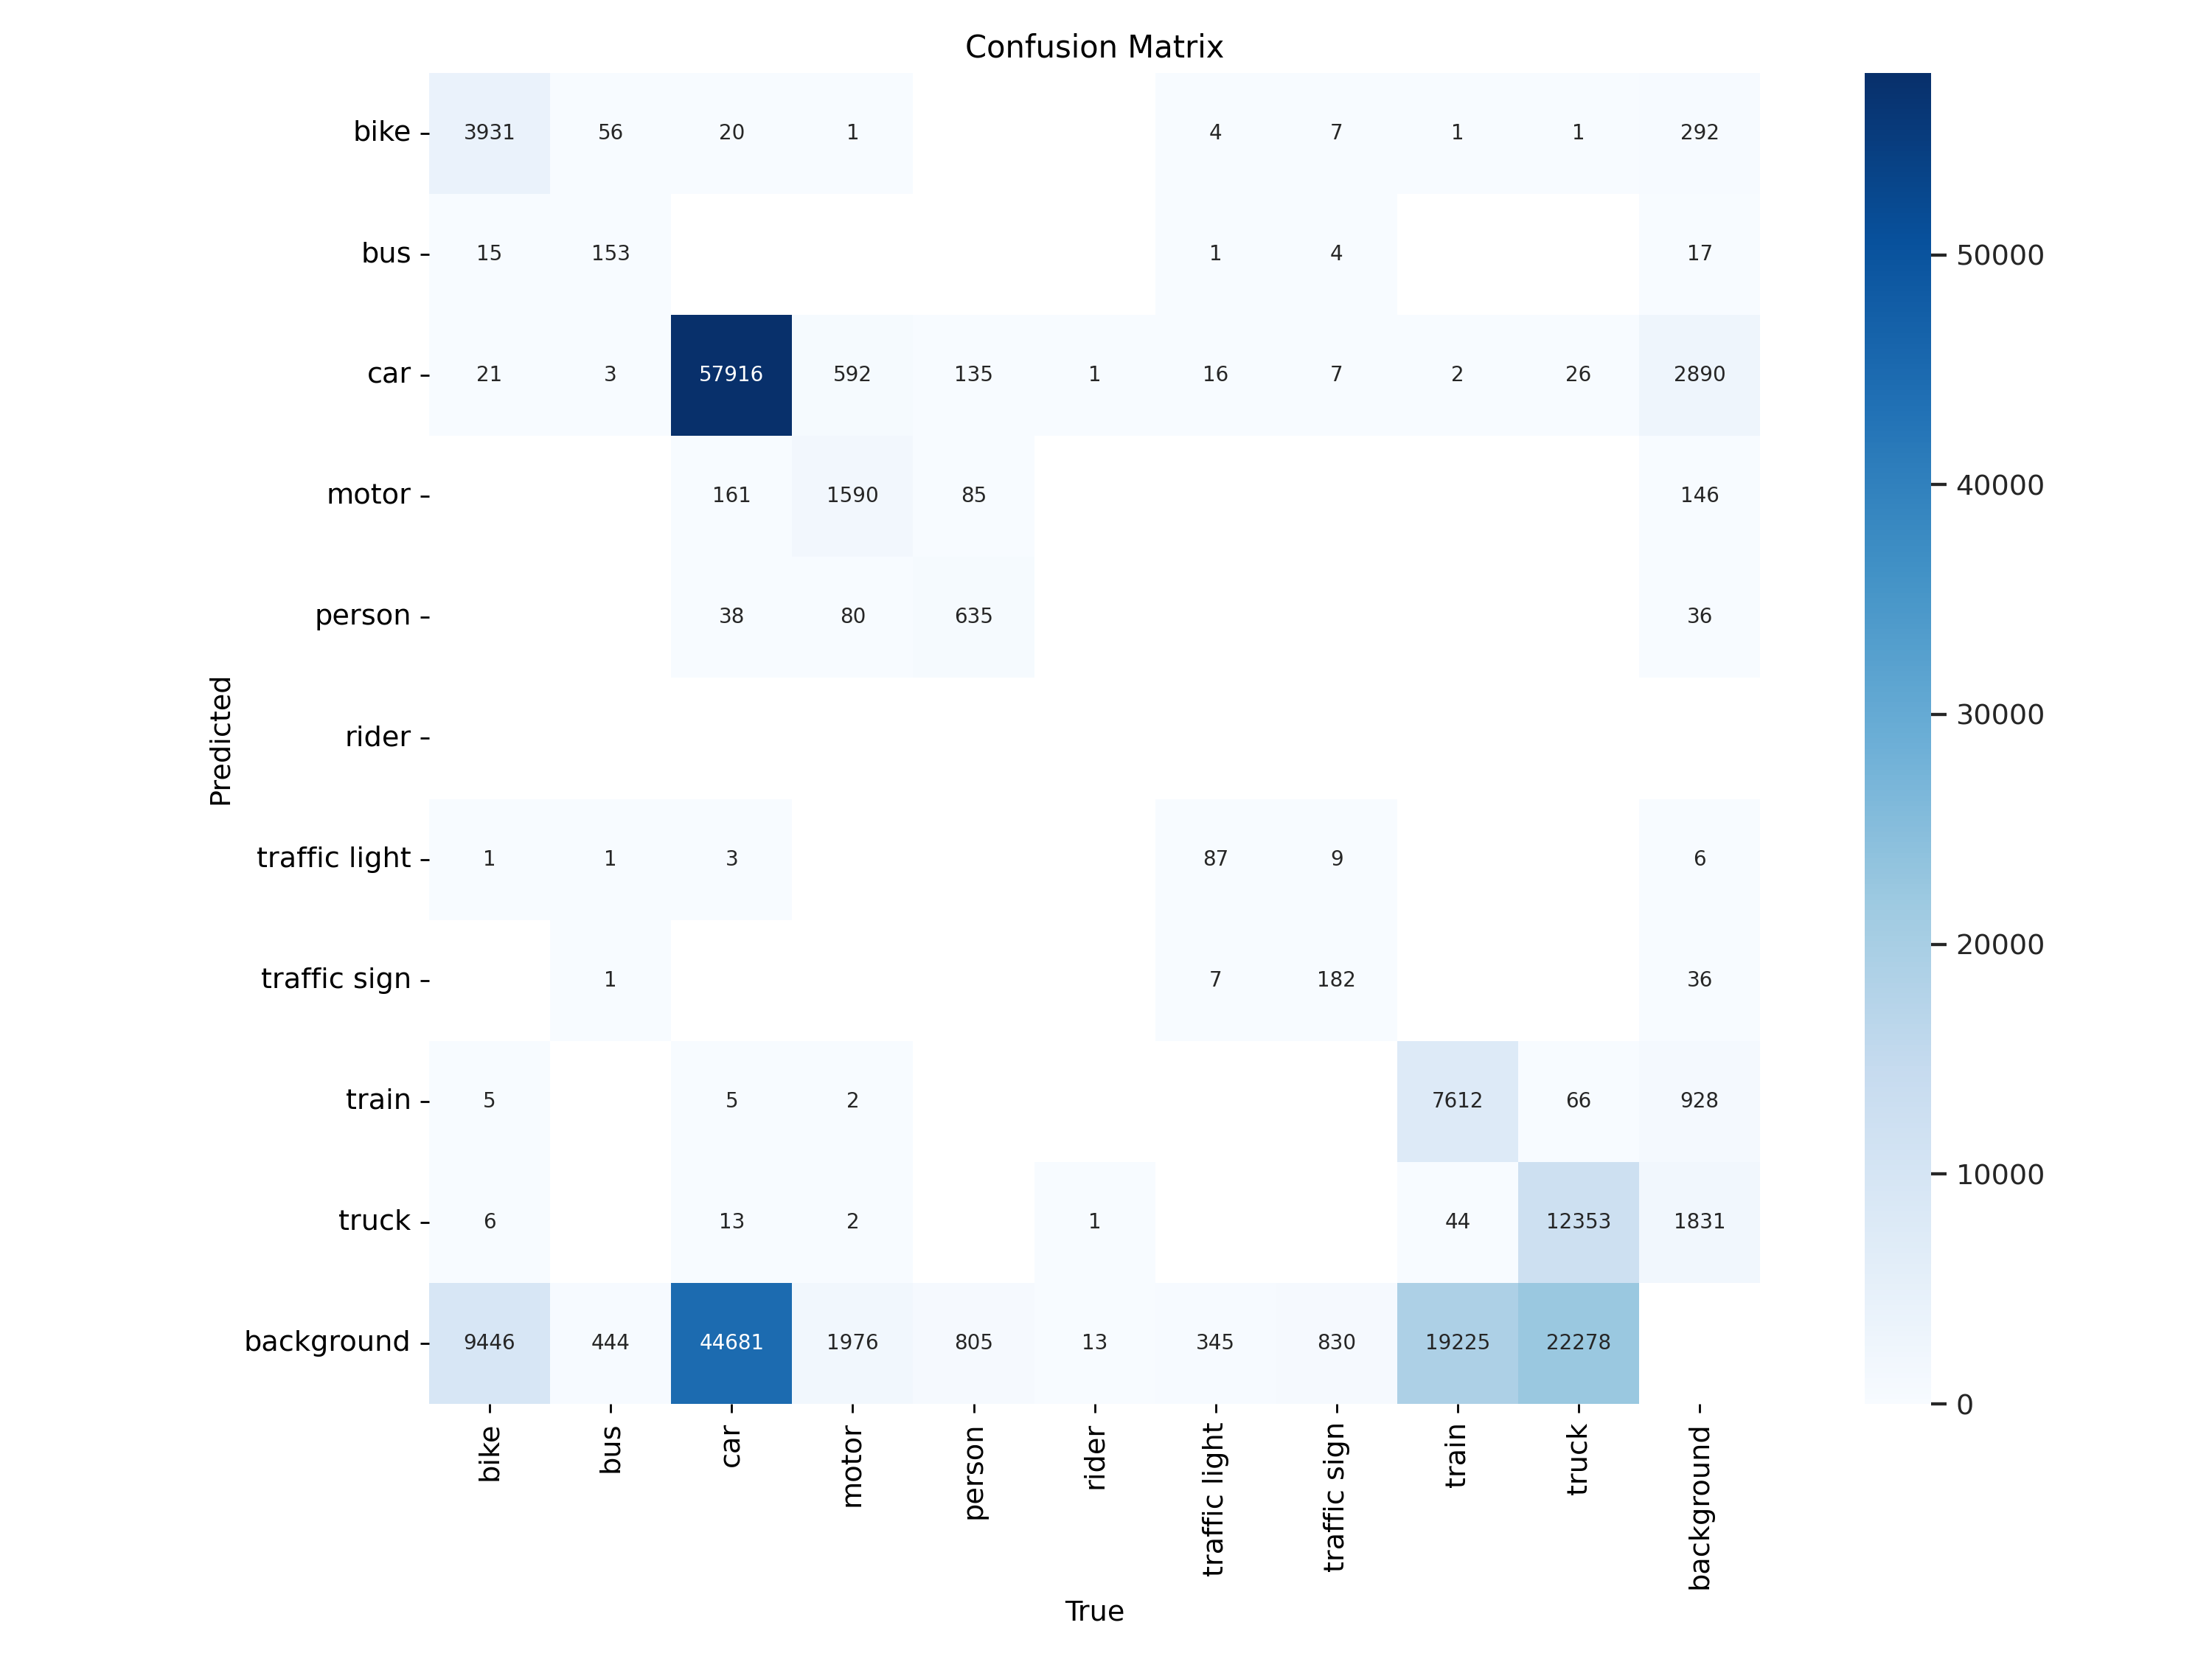 Confusion Matrix
Predicted
bike 3931 56 20 1 4 7 1 1 292
bus 15 153 1 4 17
car 21 3 57916 592 135 1 16 7 2 26 2890
motor 161 1590 85 146
person 38 80 635 36
rider
traffic light 1 1 3 87 9 6
traffic sign 1 7 182 36
train 5 5 2 7612 66 928
truck 6 13 2 1 44 12353 1831
background 9446 444 44681 1976 805 13 345 830 19225 22278
bike bus car motor person rider traffic light traffic sign train truck background
True
50000
40000
30000
20000
10000
0